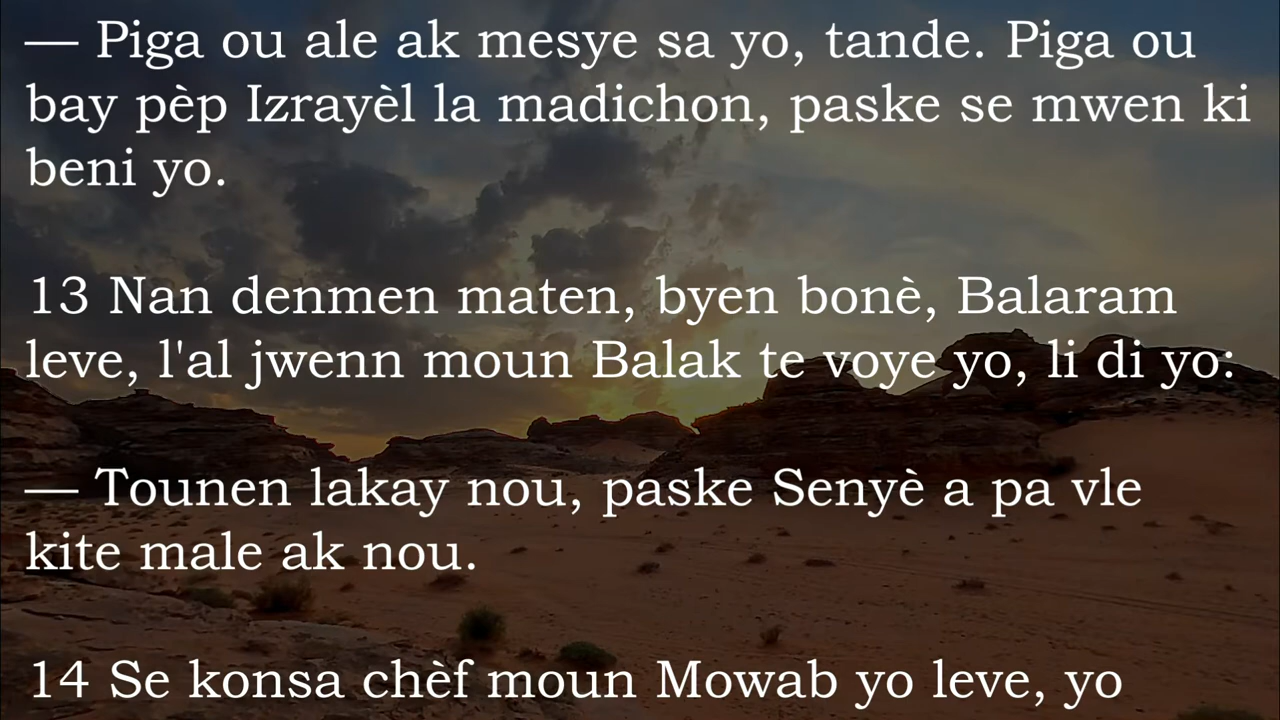 — Piga ou ale ak mesye sa yo, tande. Piga ou
bay pèp Izrayèl la madichon, paske se mwen ki
beni yo.
13 Nan denmen maten, byen bonè, Balaram
leve, l'al jwenn moun Balak te voye yo, li di yo:
— Tounen lakay nou, paske Senyè a pa vle
kite male ak nou.
14 Se konsa chèf moun Mowab yo leve, yo